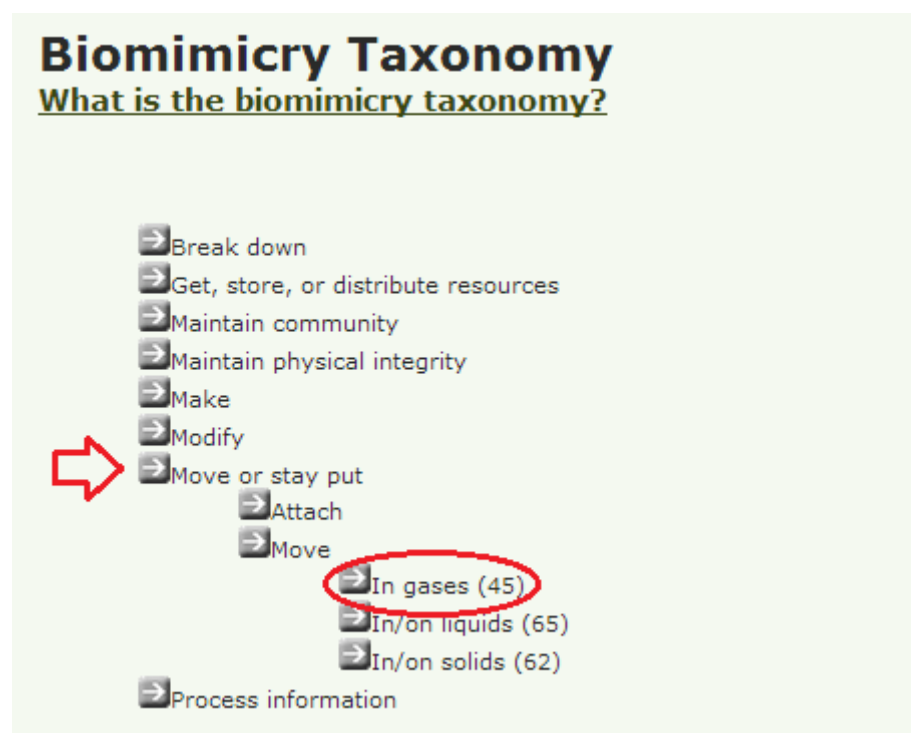 Biomimicry Taxonomy
What is the biomimicry taxonomy?
Break down
Get, store, or distribute resources
Maintain community
Maintain physical integrity
Make
Modify
Move or stay put
Attach
Move
In gases (45)
In/on liquids (65)
In/on solids (62)
Process information